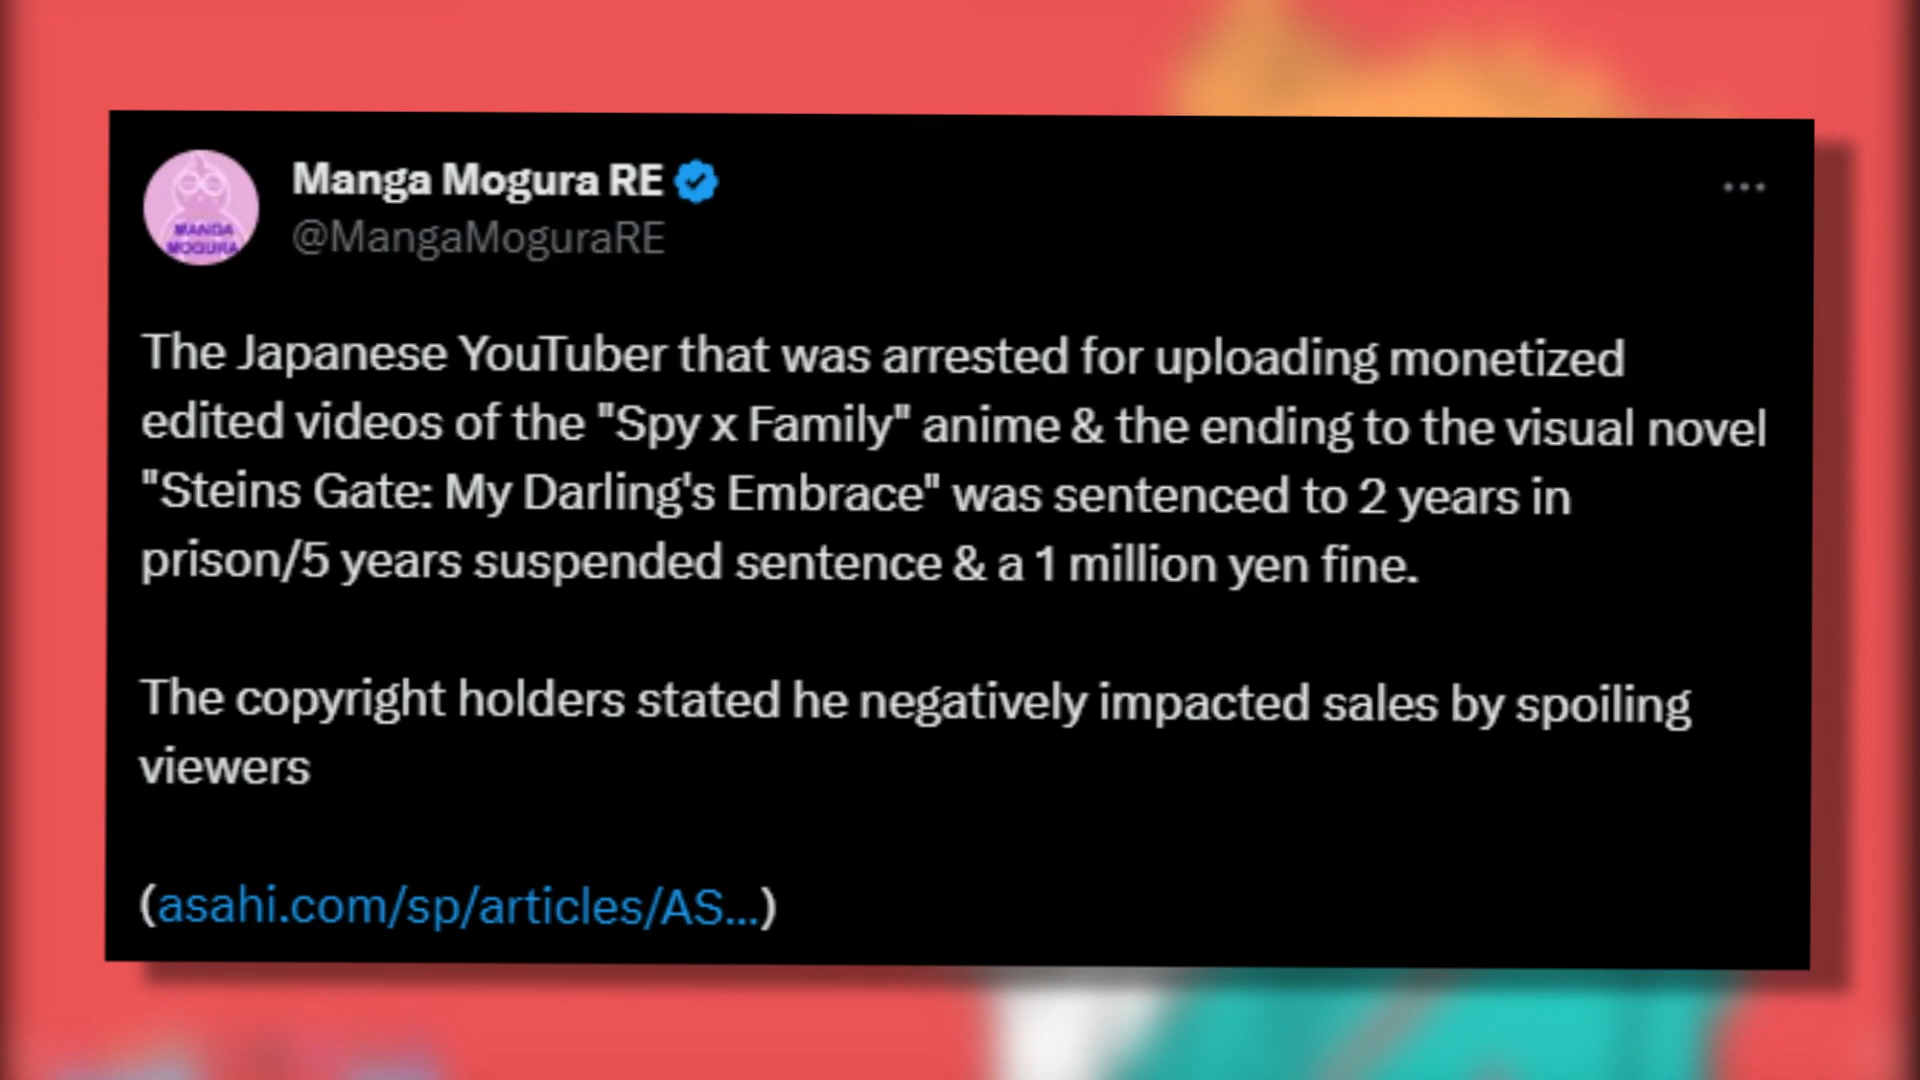 MANGA
MOGURA
Manga Mogura RE
@MangaMoguraRE
The Japanese YouTuber that was arrested for uploading monetized
edited videos of the "Spy x Family" anime & the ending to the visual novel
"Steins Gate: My Darling's Embrace" was sentenced to 2 years in
prison/5 years suspended sentence & a 1 million yen fine.
The copyright holders stated he negatively impacted sales by spoiling
viewers
(asahi.com/sp/articles/AS...)